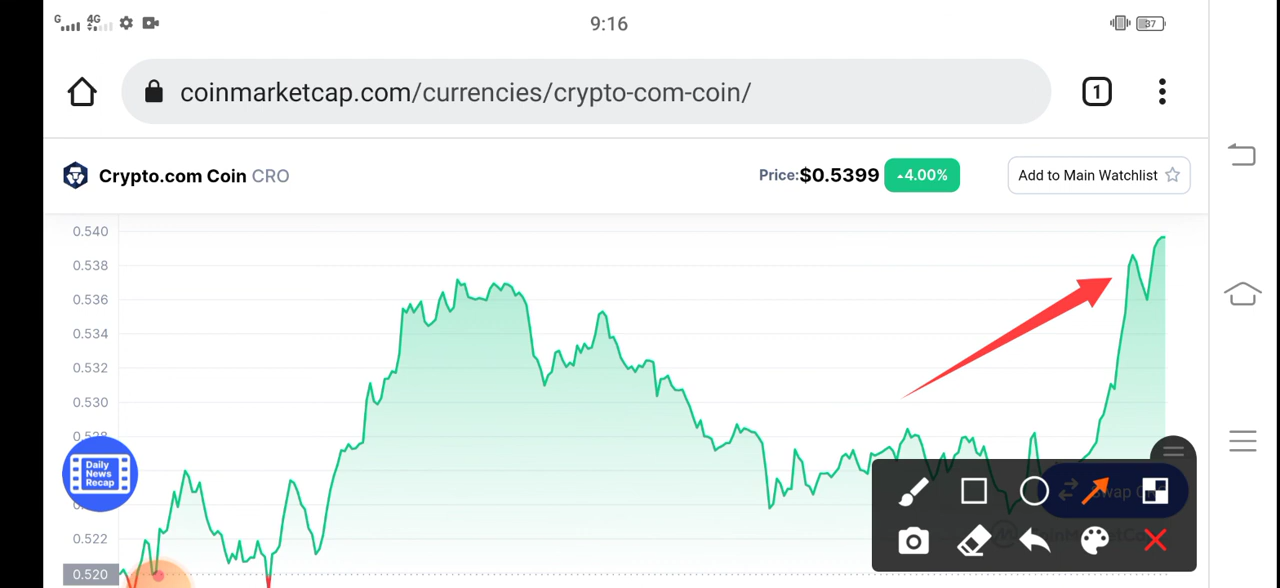 G 4G 9:16 37
coinmarketcap.com/currencies/crypto-com-coin/ 1
Crypto.com Coin CRO Price:$0.5399 4.00% Add to Main Watchlist
0.540
0.538
0.536
0.534
0.532
0.530
Daily
News
Recap
0.522
0.520